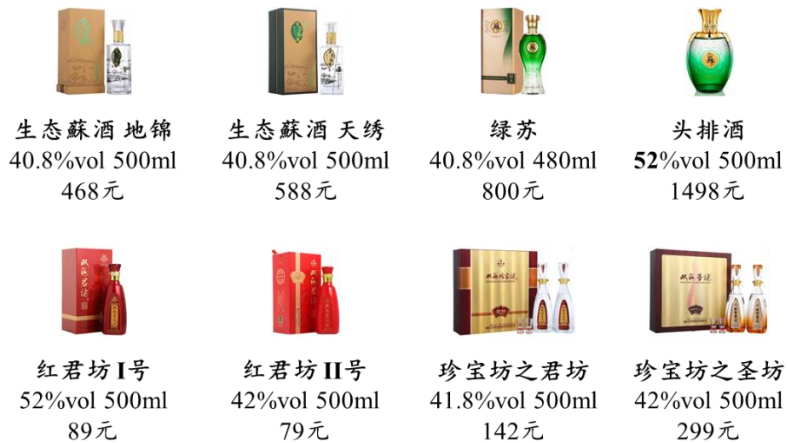 生态蘇酒 地锦
40.8%vol 500ml
468元
生态蘇酒 天绣
40.8%vol 500ml
588元
绿苏
40.8%vol 480ml
800元
头排酒
52%vol 500ml
1498元
红君坊 I号
52%vol 500ml
89元
红君坊 II号
42%vol 500ml
79元
珍宝坊之君坊
41.8%vol 500ml
142元
珍宝坊之圣坊
42%vol 500ml
299元